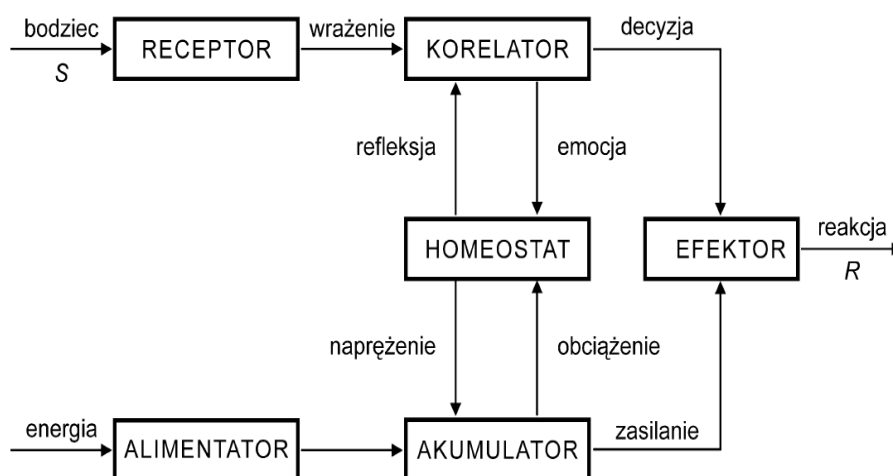 bodziec
S
RECEPTOR
wrażenie
KORELATOR
decyzja
refleksja
emocja
HOMEOSTAT
EFEKTOR
reakcja
R
naprężenie
obciążenie
energia
ALIMENTATOR
AKUMULATOR
zasilanie